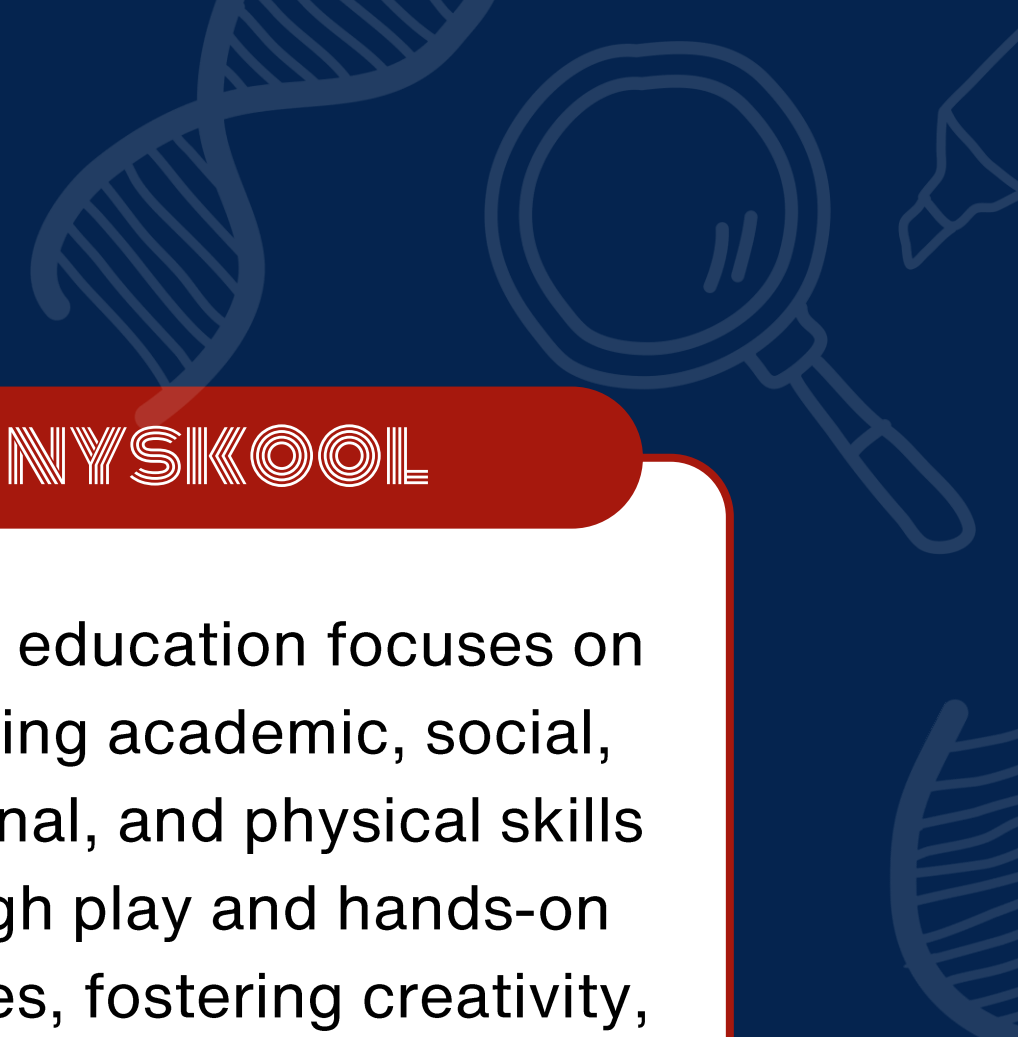 NYSKOOL
education focuses on
ing academic, social,
nal, and physical skills
gh play and hands-on
es, fostering creativity,